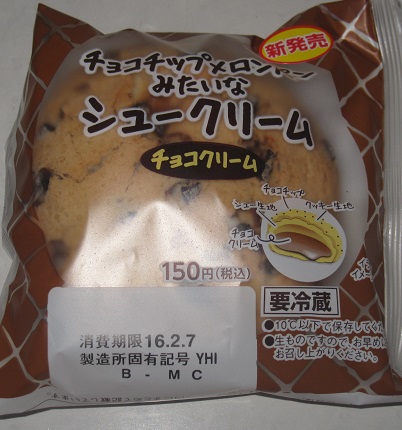 新発売
チョコチップメロンパン
みたいな
シュークリーム
チョコクリーム
チョコチップ
シュー生地
クッキー生地
チョコ
クリーム
150円(税込)
要冷蔵
●10℃以下で保存してくだ
●生ものですので、お早め
お召し上がりください。
消費期限16.2.7
製造所固有記号 YHI
B - M C